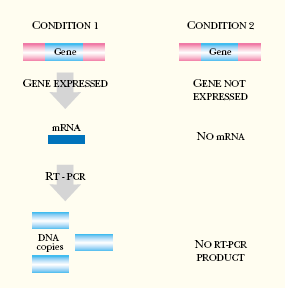 CONDITION 1
CONDITION 2
Gene
Gene
GENE EXPRESSED
GENE NOT
EXPRESSED
mRNA
NO mRNA
RT - PCR
DNA
copies
NO RT-PCR
PRODUCT